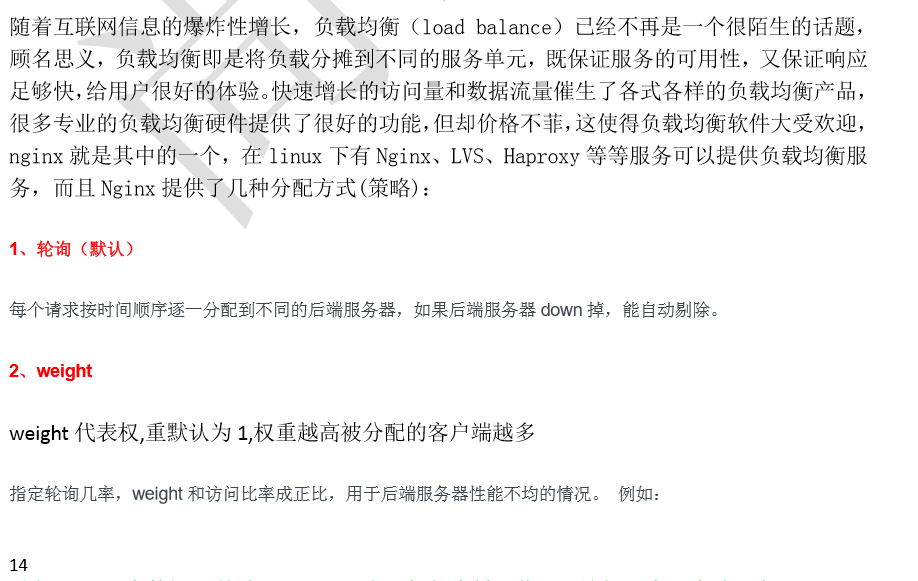 随着互联网信息的爆炸性增长，负载均衡（load balance）已经不再是一个很陌生的话题，
顾名思义，负载均衡即是将负载分摊到不同的服务单元，既保证服务的可用性，又保证响应
足够快，给用户很好的体验。快速增长的访问量和数据流量催生了各式各样的负载均衡产品，
很多专业的负载均衡硬件提供了很好的功能，但却价格不菲，这使得负载均衡软件大受欢迎，
nginx 就是其中的一个，在 linux 下有 Nginx、LVS、Haproxy 等等服务可以提供负载均衡服
务，而且 Nginx 提供了几种分配方式(策略)：
1、轮询（默认）
每个请求按时间顺序逐一分配到不同的后端服务器，如果后端服务器 down 掉，能自动剔除。
2、weight
weight 代表权,重默认为 1,权重越高被分配的客户端越多
指定轮询几率，weight 和访问比率成正比，用于后端服务器性能不均的情况。 例如：
14